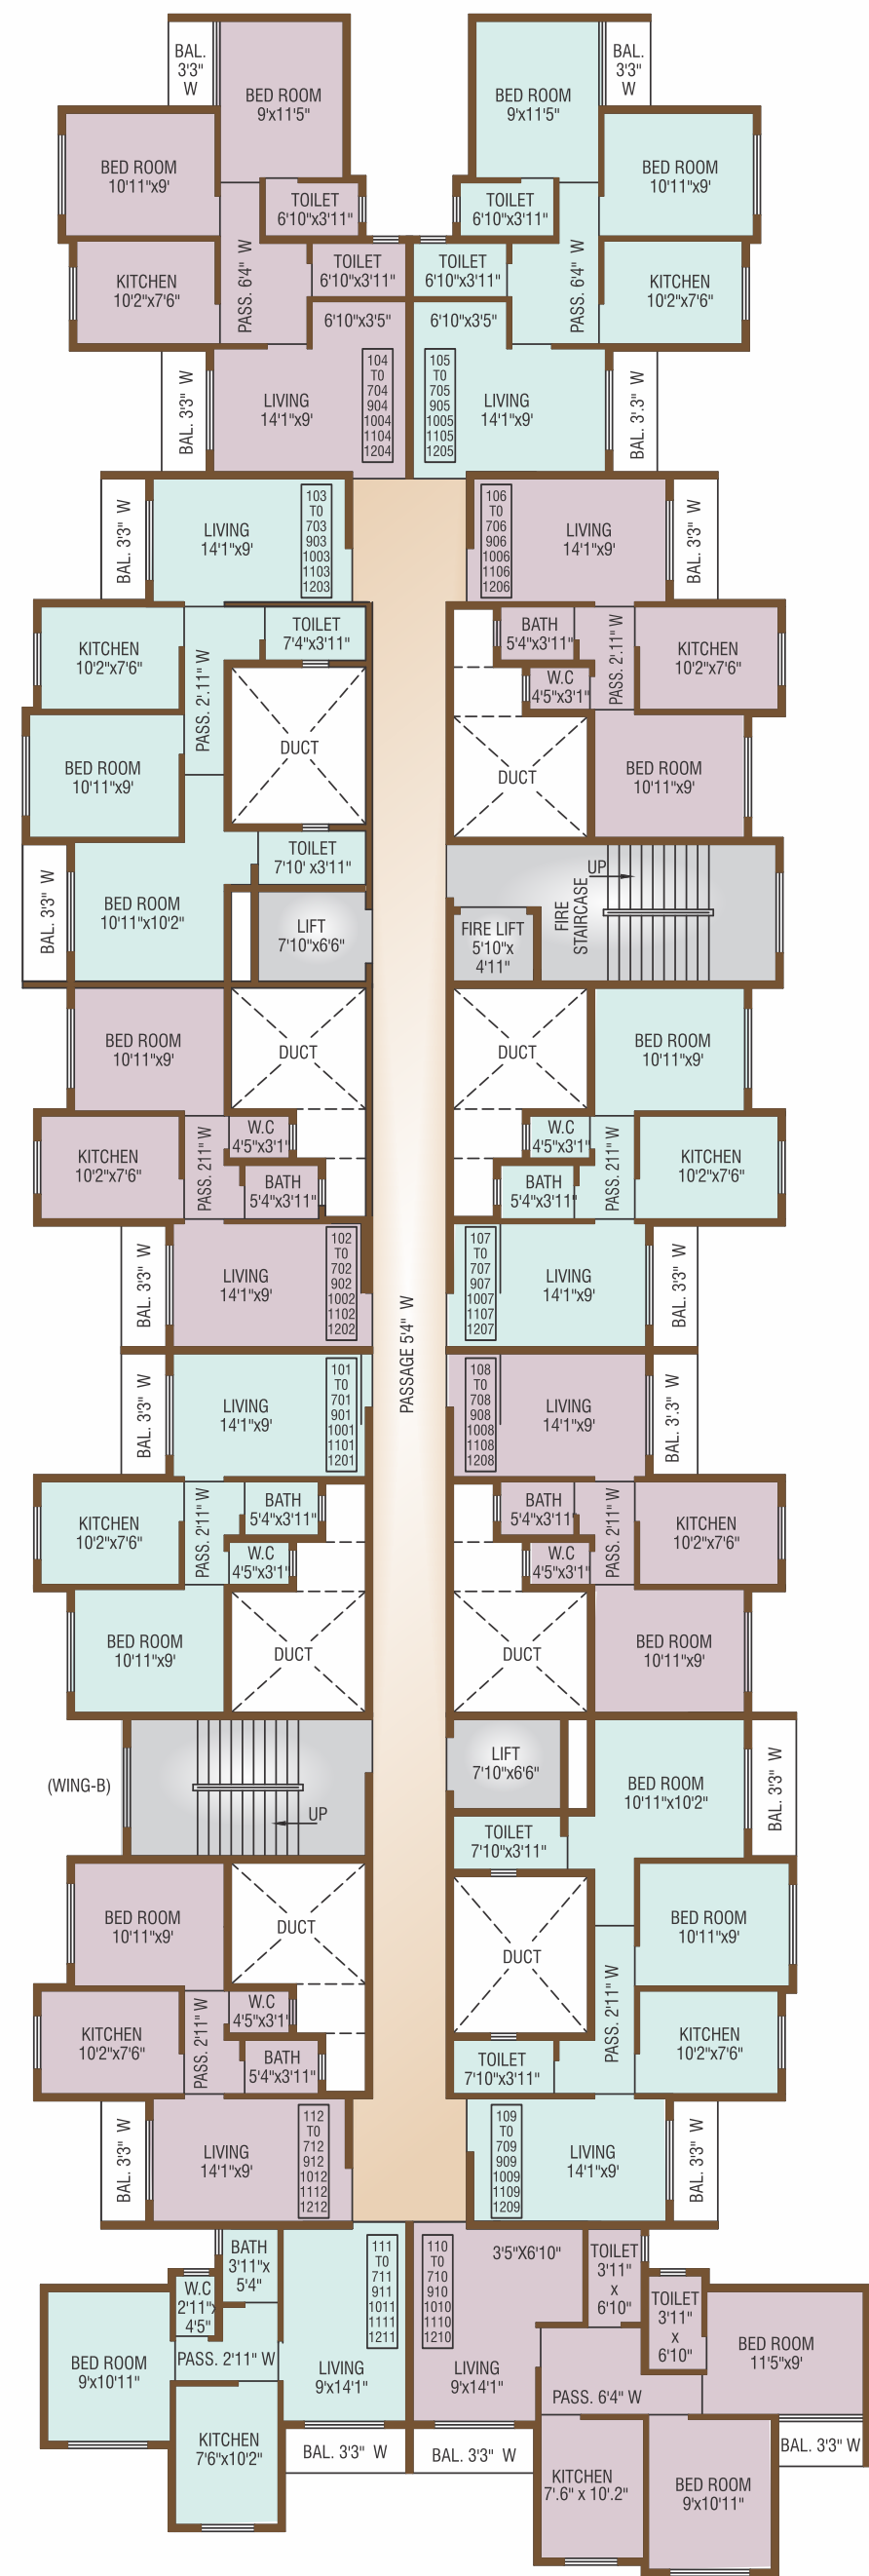 BAL.
3'3"
W
BED ROOM
9'x11'5"
BED ROOM
9'x11'5"
BAL.
3'3"
W
BED ROOM
10'11"x9'
BED ROOM
10'11"x9'
TOILET
6'10"x3'11"
TOILET
6'10"x3'11"
KITCHEN
10'2"x7'6"
PASS. 6'4" W
TOILET
6'10"x3'11"
TOILET
6'10"x3'11"
PASS. 6'4" W
KITCHEN
10'2"x7'6"
6'10"x3'5"
6'10"x3'5"
BAL. 3'3" W
LIVING
14'1"x9'
104
TO
704
904
1004
1104
1204
105
TO
705
905
1005
1105
1205
LIVING
14'1"x9'
BAL. 3'.3" W
BAL. 3'3" W
LIVING
14'1"x9'
103
TO
703
903
1003
1103
1203
106
TO
706
906
1006
1106
1206
LIVING
14'1"x9'
BAL. 3'3" W
KITCHEN
10'2"x7'6"
PASS. 2'.11" W
TOILET
7'4"x3'11"
BATH
5'4"x3'11"
W.C
4'5"x3'1"
PASS. 2'.11" W
KITCHEN
10'2"x7'6"
BED ROOM
10'11"x9'
DUCT
DUCT
BED ROOM
10'11"x9'
BAL. 3'3" W
BED ROOM
10'11"x10'2"
TOILET
7'10' x3'11"
LIFT
7'10"x6'6"
FIRE LIFT
5'10"x
4'11"
FIRE
STAIRCASE
UP
BED ROOM
10'11"x9'
DUCT
DUCT
BED ROOM
10'11"x9'
KITCHEN
10'2"x7'6"
PASS. 211" W
W.C
4'5"x3'1"
BATH
5'4"x3'11"
W.C
4'5"x3'1"
BATH
5'4"x3'11"
PASS. 211" W
KITCHEN
10'2"x7'6"
BAL. 3'3" W
LIVING
14'1"x9'
102
TO
702
902
1002
1102
1202
PASSAGE 5'4" W
107
TO
707
907
1007
1107
1207
LIVING
14'1"x9'
BAL. 3'3" W
BAL. 3'3" W
LIVING
14'1"x9'
101
TO
701
901
1001
1101
1201
108
TO
708
908
1008
1108
1208
LIVING
14'1"x9'
BAL. 3'.3" W
KITCHEN
10'2"x7'6"
PASS. 2'11" W
BATH
5'4"x3'11"
W.C
4'5"x3'1"
BATH
5'4"x3'11"
W.C
4'5"x3'1"
PASS. 2'11" W
KITCHEN
10'2"x7'6"
BED ROOM
10'11"x9'
DUCT
DUCT
BED ROOM
10'11"x9'
(WING-B)
UP
LIFT
7'10"x6'6"
BED ROOM
10'11"x10'2"
BAL. 3'3" W
TOILET
7'10"x3'11"
BED ROOM
10'11"x9'
DUCT
DUCT
BED ROOM
10'11"x9'
KITCHEN
10'2"x7'6"
PASS. 2'11" W
W.C
4'5"x3'1'
BATH
5'4"x3'11"
TOILET
7'10"x3'11"
PASS. 2'11" W
KITCHEN
10'2"x7'6"
BAL. 3'3" W
LIVING
14'1"x9'
112
TO
712
912
1012
1112
1212
109
TO
709
909
1009
1109
1209
LIVING
14'1"x9'
BAL. 3'3" W
BATH
3'11"x
5'4"
111
TO
711
911
1011
1111
1211
110
TO
710
910
1010
1110
1210
3'5"X6'10"
TOILET
3'11"
x
6'10"
W.C
2'11"x
4'5"
TOILET
3'11"
x
6'10"
BED ROOM
9'x10'11"
PASS. 2'11" W
LIVING
9'x14'1"
LIVING
9'x14'1"
BED ROOM
11'5"x9'
PASS. 6'4" W
KITCHEN
7'6"x10'2"
BAL. 3'3" W
BAL. 3'3" W
BAL. 3'3" W
KITCHEN
7'.6" x 10'.2"
BED ROOM
9'x10'11"